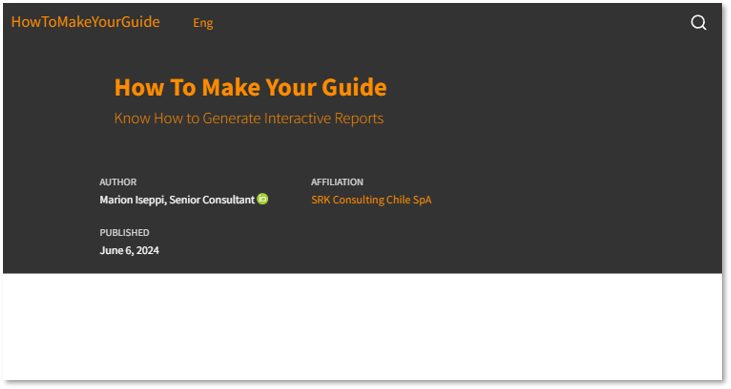 HowToMakeYourGuide Eng
How To Make Your Guide
Know How to Generate Interactive Reports
AUTHOR AFFILIATION
Marion Iseppi, Senior Consultant SRK Consulting Chile SpA
PUBLISHED
June 6, 2024